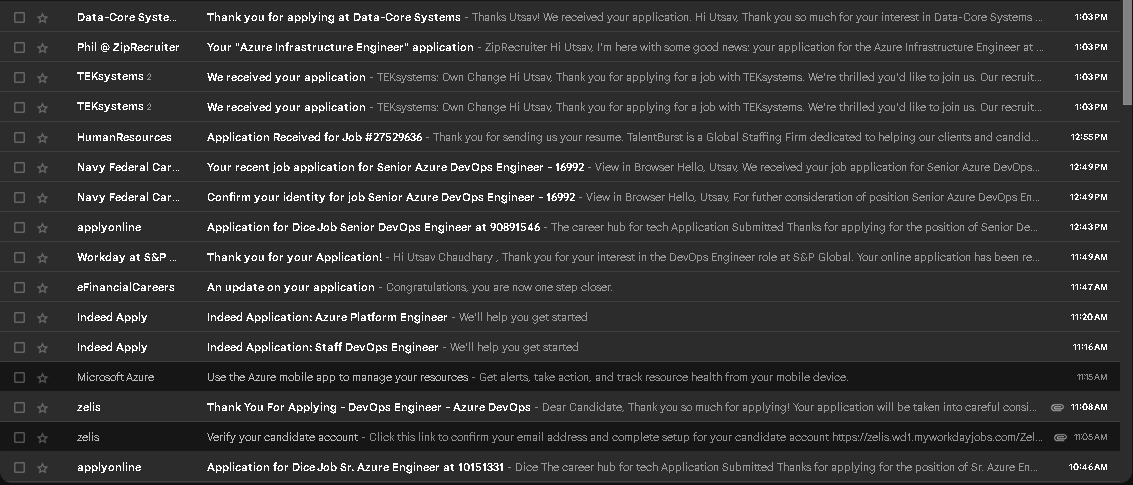 Data-Core Syste... Thank you for applying at Data-Core Systems - Thanks Utsav! We received your application. Hi Utsav, Thank you so much for your interest in Data-Core Systems ... 1:03 PM
Phil @ ZipRecruiter Your "Azure Infrastructure Engineer" application - ZipRecruiter Hi Utsav, I'm here with some good news: your application for the Azure Infrastructure Engineer at ... 1:03 PM
TEKsystems 2 We received your application - TEKsystems: Own Change Hi Utsav, Thank you for applying for a job with TEKsystems. We're thrilled you'd like to join us. Our recruit... 1:03 PM
TEKsystems 2 We received your application - TEKsystems: Own Change Hi Utsav, Thank you for applying for a job with TEKsystems. We're thrilled you'd like to join us. Our recruit... 1:03 PM
HumanResources Application Received for Job #27529636 - Thank you for sending us your resume. TalentBurst is a Global Staffing Firm dedicated to helping our clients and candid... 12:55 PM
Navy Federal Car... Your recent job application for Senior Azure DevOps Engineer - 16992 - View in Browser Hello, Utsav, We received your job application for Senior Azure DevOps... 12:49 PM
Navy Federal Car... Confirm your identity for job Senior Azure DevOps Engineer - 16992 - View in Browser Hello, Utsav, For futher consideration of position Senior Azure DevOps En... 12:49 PM
applyonline Application for Dice Job Senior DevOps Engineer at 90891546 - The career hub for tech Application Submitted Thanks for applying for the position of Senior De... 12:43 PM
Workday at S&P ... Thank you for your Application! - Hi Utsav Chaudhary , Thank you for your interest in the DevOps Engineer role at S&P Global. Your online application has been re... 11:49 AM
eFinancialCareers An update on your application - Congratulations, you are now one step closer. 11:47 AM
Indeed Apply Indeed Application: Azure Platform Engineer - We'll help you get started 11:20 AM
Indeed Apply Indeed Application: Staff DevOps Engineer - We'll help you get started 11:16 AM
Microsoft Azure Use the Azure mobile app to manage your resources - Get alerts, take action, and track resource health from your mobile device. 11:15 AM
zelis Thank You For Applying - DevOps Engineer - Azure DevOps - Dear Candidate, Thank you so much for applying! Your application will be taken into careful consi... 11:08 AM
zelis Verify your candidate account - Click this link to confirm your email address and complete setup for your candidate account https://zelis.wd1.myworkdayjobs.com/Zel... 11:05 AM
applyonline Application for Dice Job Sr. Azure Engineer at 10151331 - Dice The career hub for tech Application Submitted Thanks for applying for the position of Sr. Azure En... 10:46 AM